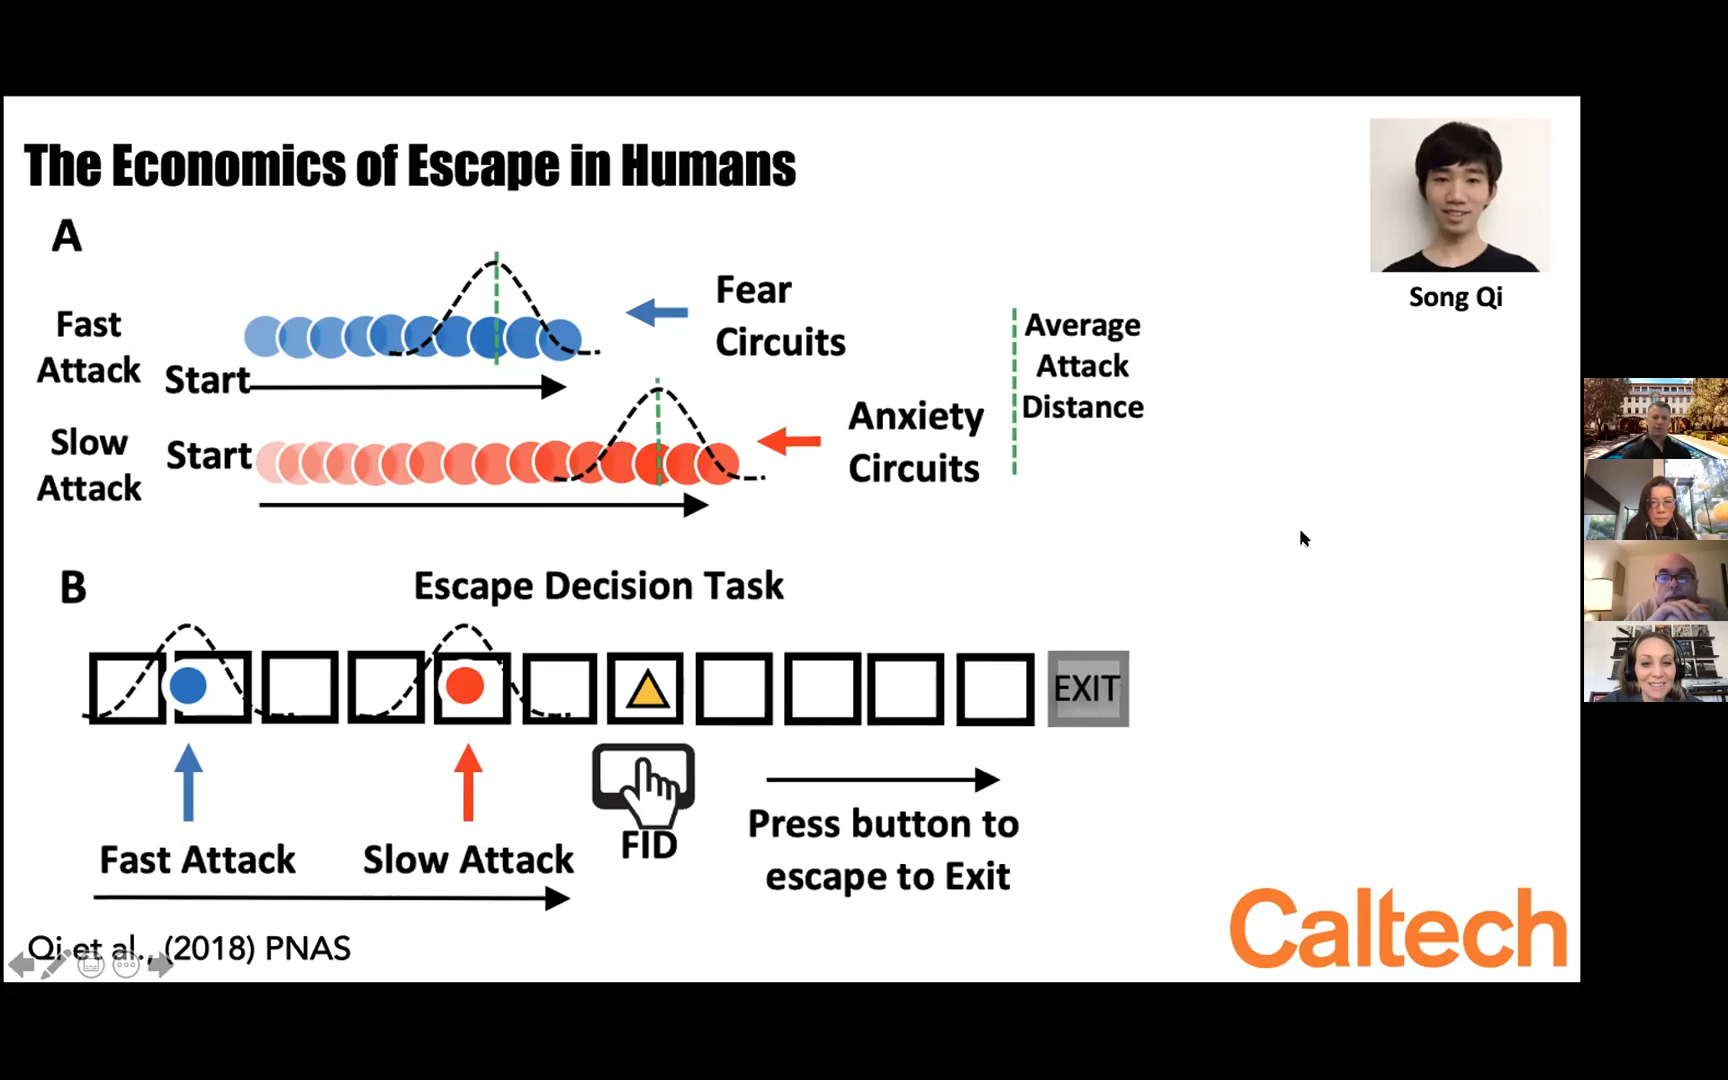 The Economics of Escape in Humans
Song Qi
A
Fast
Attack
Start
Fear
Circuits
Slow
Attack
Start
Anxiety
Circuits
Average
Attack
Distance
B
Escape Decision Task
EXIT
Fast Attack
Slow Attack
FID
Press button to
escape to Exit
Qi et al., (2018) PNAS
Caltech